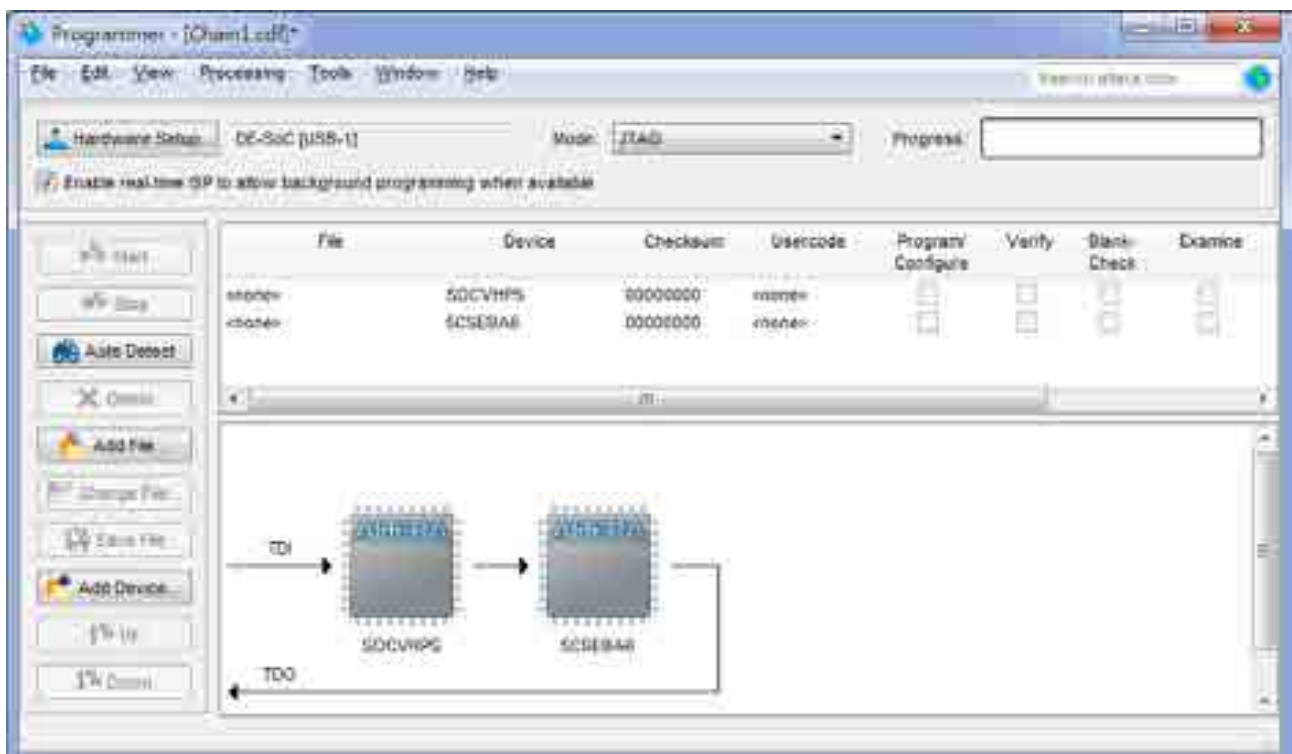 Programmer - [Chain1.cdf]*
File Edit View Processing Tools Window Help
Hardware Setup... DE-SoC [USB-1] Mode: JTAG Progress:
Enable real-time ISP to allow background programming when available
File Device Checksum Usercode Program/Configure Verify Blank-Check Examine
<none> SOCVHPS 00000000 <none>
<none> 5CSEBA6 00000000 <none>
Start
Stop
Auto Detect
Delete
Add File...
Change File...
Save File
Add Device...
Up
Down
TDI
ALTERA ALTERA
SOCVHPS 5CSEBA6
TDO